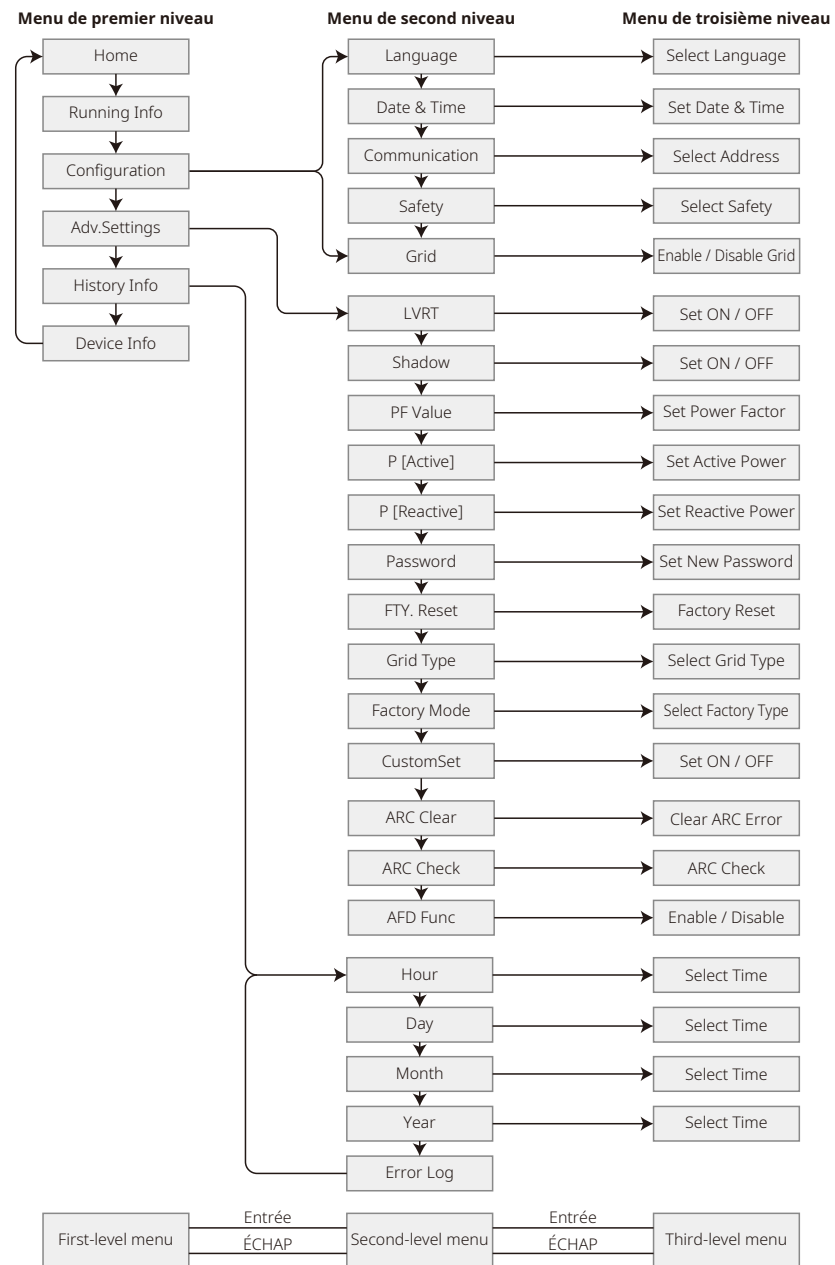 Menu de premier niveau
Menu de second niveau
Menu de troisième niveau
Home
Running Info
Configuration
Adv.Settings
History Info
Device Info
Language
Select Language
Date & Time
Set Date & Time
Communication
Select Address
Safety
Select Safety
Grid
Enable / Disable Grid
LVRT
Set ON / OFF
Shadow
Set ON / OFF
PF Value
Set Power Factor
P [Active]
Set Active Power
P [Reactive]
Set Reactive Power
Password
Set New Password
FTY. Reset
Factory Reset
Grid Type
Select Grid Type
Factory Mode
Select Factory Type
CustomSet
Set ON / OFF
ARC Clear
Clear ARC Error
ARC Check
ARC Check
AFD Func
Enable / Disable
Hour
Select Time
Day
Select Time
Month
Select Time
Year
Select Time
Error Log
First-level menu
Entrée
ÉCHAP
Second-level menu
Entrée
ÉCHAP
Third-level menu